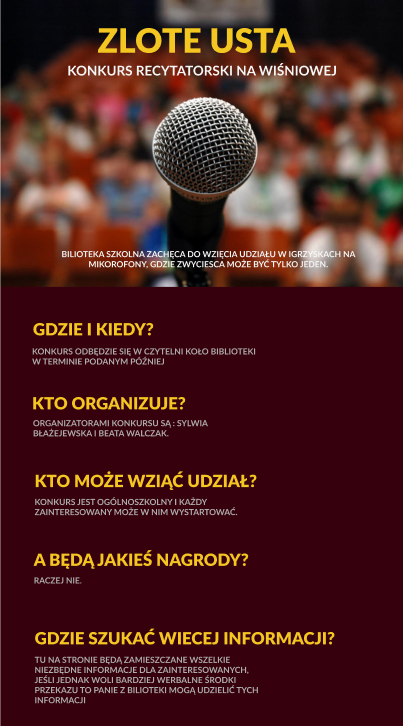 ZLOTE USTA
KONKURS RECYTATORSKI NA WIŚNIOWEJ
BILIOTEKA SZKOLNA ZACHĘCA DO WZIĘCIA UDZIAŁU W IGRZYSKACH NA
MIKOROFONY, GDZIE ZWYCIESCA MOŻE BYĆ TYLKO JEDEN.
GDZIE I KIEDY?
KONKURS ODBĘDZIE SIĘ W CZYTELNI KOŁO BIBLIOTEKI
W TERMINIE PODANYM PÓŹNIEJ
KTO ORGANIZUJE?
ORGANIZATORAMI KONKURSU SĄ : SYLWIA
BŁAŻEJEWSKA I BEATA WALCZAK.
KTO MOŻE WZIĄĆ UDZIAŁ?
KONKURS JEST OGÓLNOSZKOLNY I KAŻDY
ZAINTERESOWANY MOŻE W NIM WYSTARTOWAĆ.
A BĘDĄ JAKIEŚ NAGRODY?
RACZEJ NIE.
GDZIE SZUKAĆ WIECEJ INFORMACJI?
TU NA STRONIE BĘDĄ ZAMIESZCZANE WSZELKIE
NIEZBĘDNE INFORMACJE DLA ZAINTERESOWANYCH,
JEŚLI JEDNAK WOLI BARDZIEJ WERBALNE ŚRODKI
PRZEKAZU TO PANIE Z BILIOTEKI MOGĄ UDZIELIĆ TYCH
INFORMACJI